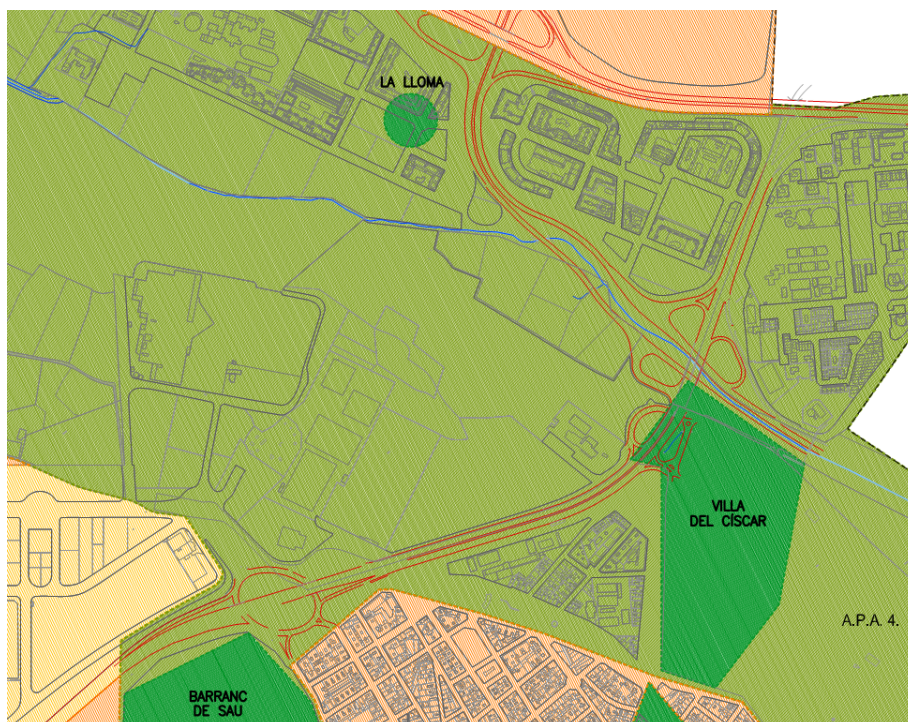 LA LLOMA
VILLA
DEL CÍSCAR
A.P.A. 4.
BARRANC
DE SAU